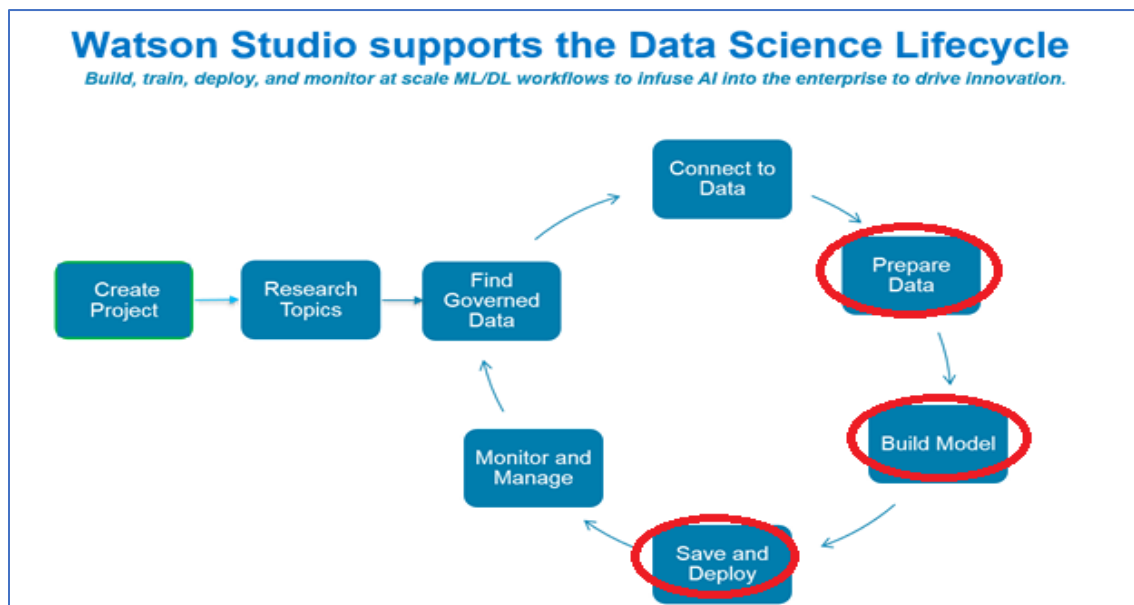 Watson Studio supports the Data Science Lifecycle
Build, train, deploy, and monitor at scale ML/DL workflows to infuse AI into the enterprise to drive innovation.
Connect to
Data
Prepare
Data
Create
Project
Research
Topics
Find
Governed
Data
Build Model
Monitor and
Manage
Save and
Deploy